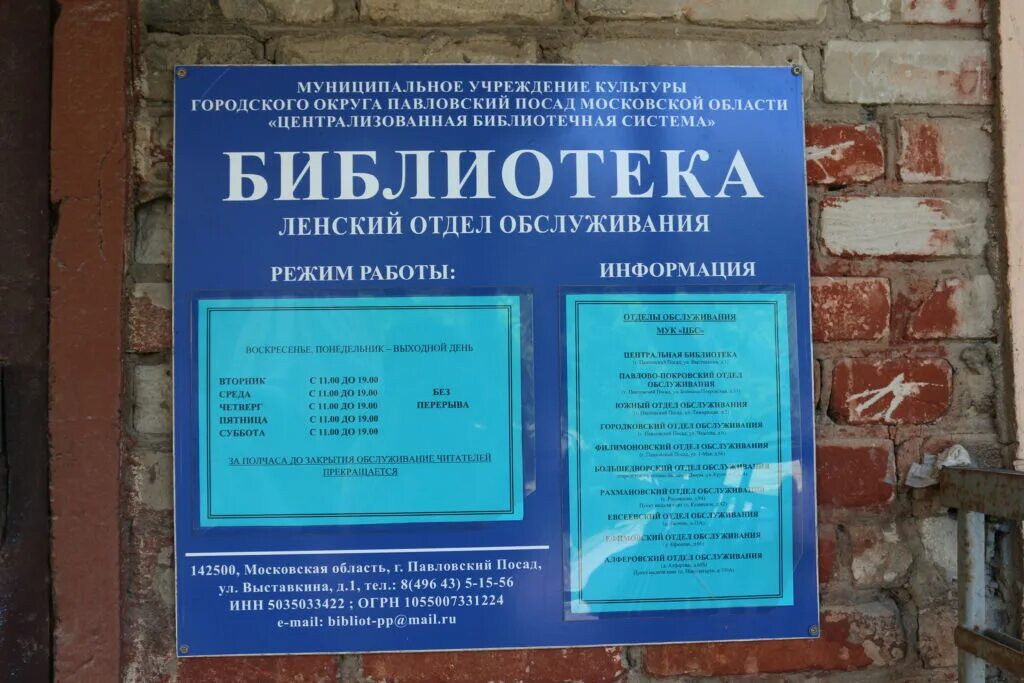 МУНИЦИПАЛЬНОЕ УЧРЕЖДЕНИЕ КУЛЬТУРЫ
ГОРОДСКОГО ОКРУГА ПАВЛОВСКИЙ ПОСАД МОСКОВСКОЙ ОБЛАСТИ
«ЦЕНТРАЛИЗОВАННАЯ БИБЛИОТЕЧНАЯ СИСТЕМА»
БИБЛИОТЕКА
ЛЕНСКИЙ ОТДЕЛ ОБСЛУЖИВАНИЯ
РЕЖИМ РАБОТЫ:
ВОСКРЕСЕНЬЕ, ПОНЕДЕЛЬНИК – ВЫХОДНОЙ ДЕНЬ
ВТОРНИК С 11.00 ДО 19.00
СРЕДА С 11.00 ДО 19.00 БЕЗ
ЧЕТВЕРГ С 11.00 ДО 19.00 ПЕРЕРЫВА
ПЯТНИЦА С 11.00 ДО 19.00
СУББОТА С 11.00 ДО 19.00
ЗА ПОЛЧАСА ДО ЗАКРЫТИЯ ОБСЛУЖИВАНИЕ ЧИТАТЕЛЕЙ
ПРЕКРАЩАЕТСЯ
142500, Московская область, г. Павловский Посад,
ул. Выставкина, д.1, тел.: 8(496 43) 5-15-56
ИНН 5035033422 ; ОГРН 1055007331224
e-mail: bibliot-pp@mail.ru
ИНФОРМАЦИЯ
ОТДЕЛЫ ОБСЛУЖИВАНИЯ
МУК «ЦБС»
ЦЕНТРАЛЬНАЯ БИБЛИОТЕКА
ПАВЛОВО-ПОКРОВСКИЙ ОТДЕЛ
ОБСЛУЖИВАНИЯ
ЮЖНЫЙ ОТДЕЛ ОБСЛУЖИВАНИЯ
ГОРОДКОВСКИЙ ОТДЕЛ ОБСЛУЖИВАНИЯ
ФИЛИМОНОВСКИЙ ОТДЕЛ ОБСЛУЖИВАНИЯ
БОЛЬШЕДВОРСКИЙ ОТДЕЛ ОБСЛУЖИВАНИЯ
РАХМАНОВСКИЙ ОТДЕЛ ОБСЛУЖИВАНИЯ
ЕВСЕЕВСКИЙ ОТДЕЛ ОБСЛУЖИВАНИЯ
ЕФИМОВСКИЙ ОТДЕЛ ОБСЛУЖИВАНИЯ
АЛФЕРОВСКИЙ ОТДЕЛ ОБСЛУЖИВАНИЯ